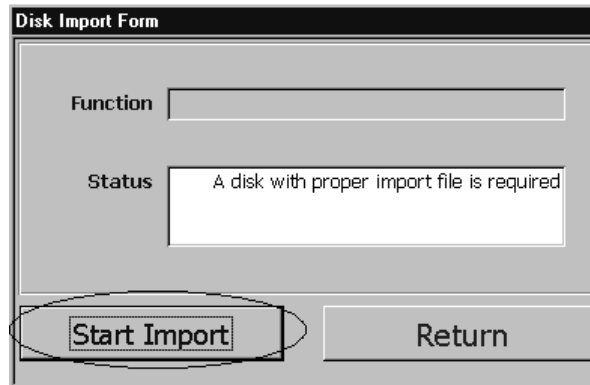 Disk Import Form
Function
Status
A disk with proper import file is required
Start Import
Return